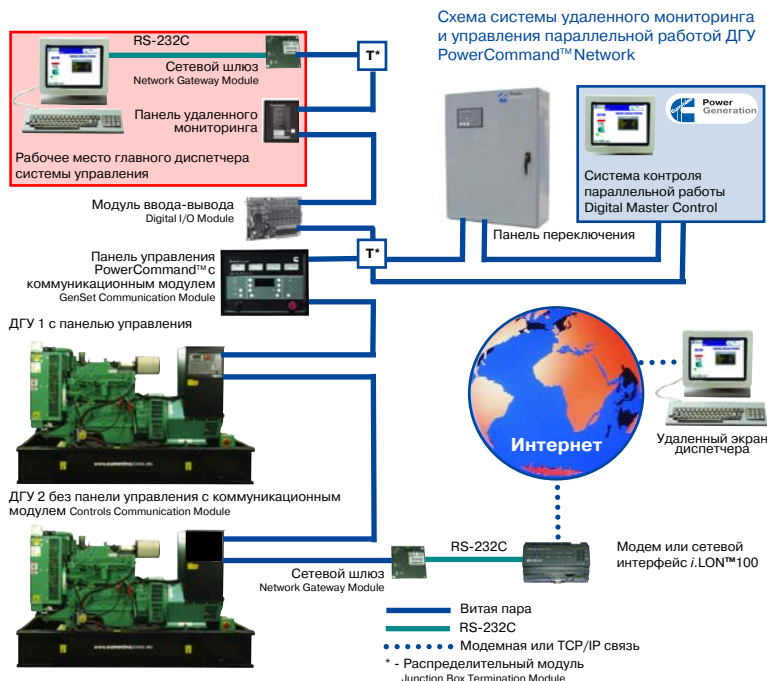 Схема системы удаленного мониторинга
и управления параллельной работой ДГУ
PowerCommand™ Network
RS-232C
Сетевой шлюз
Network Gateway Module
T*
Панель удаленного
мониторинга
Рабочее место главного диспетчера
системы управления
Power
Generation
Система контроля
параллельной работы
Digital Master Control
Модуль ввода-вывода
Digital I/O Module
Панель переключения
Панель управления
PowerCommand™ с
коммуникационным модулем
GenSet Communication Module
T*
ДГУ 1 с панелью управления
Интернет
Удаленный экран
диспетчера
ДГУ 2 без панели управления с коммуникационным
модулем Controls Communication Module
RS-232C
Сетевой шлюз
Network Gateway Module
Модем или сетевой
интерфейс i.LON™100
Витая пара
RS-232C
Модемная или TCP/IP связь
* - Распределительный модуль
Junction Box Termination Module